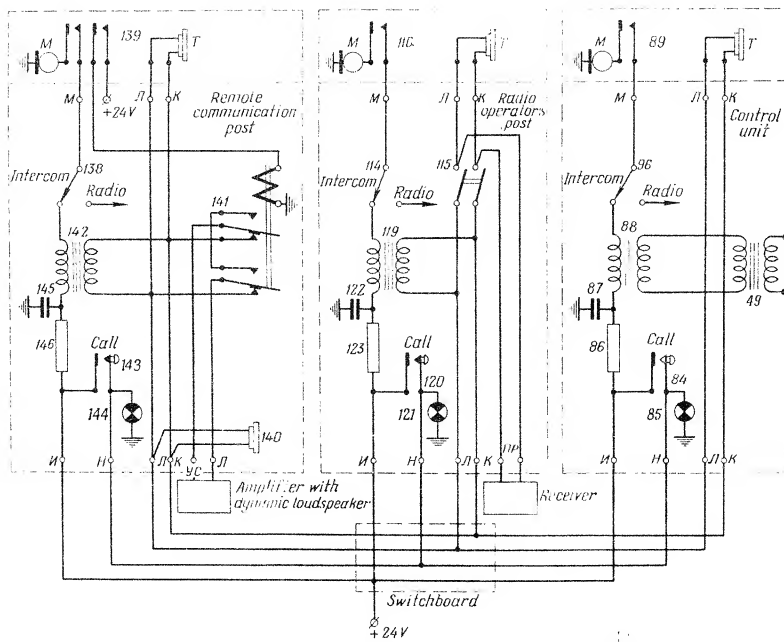 M
139
T
M
116
T
M
89
T
M
+24V
Л
К
Remote
communication
post
M
Л
К
Radio
operators
post
M
Л
К
Control
unit
138
Intercom
Radio
141
114
Intercom
Radio
115
96
Intercom
Radio
142
119
88
49
145
122
87
146
Call
143
144
123
Call
120
121
86
Call
84
85
140
И
Н
Л
К
УС
Л
И
Н
Л
К
ПР
И
Н
Л
К
Amplifier with
dynamic loudspeaker
Receiver
Switchboard
+24V